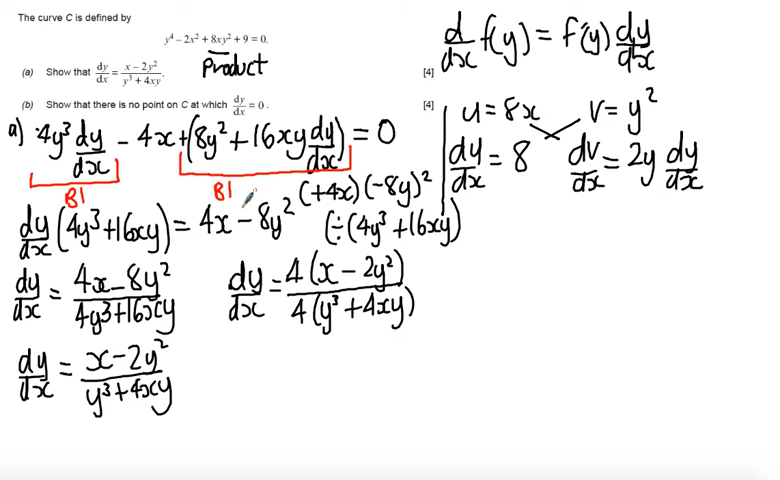 The curve C is defined by
y⁴ – 2x² + 8xy² + 9 = 0.
(a) Show that dy/dx = (x – 2y²)/(y³ + 4xy). [4]
product
(b) Show that there is no point on C at which dy/dx = 0. [4]
a) 4y³ dy/dx - 4x + (8y² + 16xy dy/dx) = 0
B1 B1
(+4x) (-8y)²
dy/dx (4y³ + 16xy) = 4x - 8y² (÷(4y³ + 16xy)
dy/dx = (4x - 8y²)/(4y³ + 16xy) dy/dx = 4(x - 2y²)/4(y³ + 4xy)
dy/dx = (x - 2y²)/(y³ + 4xy)
d/dx f(y) = f'(y) dy/dx
u = 8x v = y²
dy/dx = 8 dv/dx = 2y dy/dx